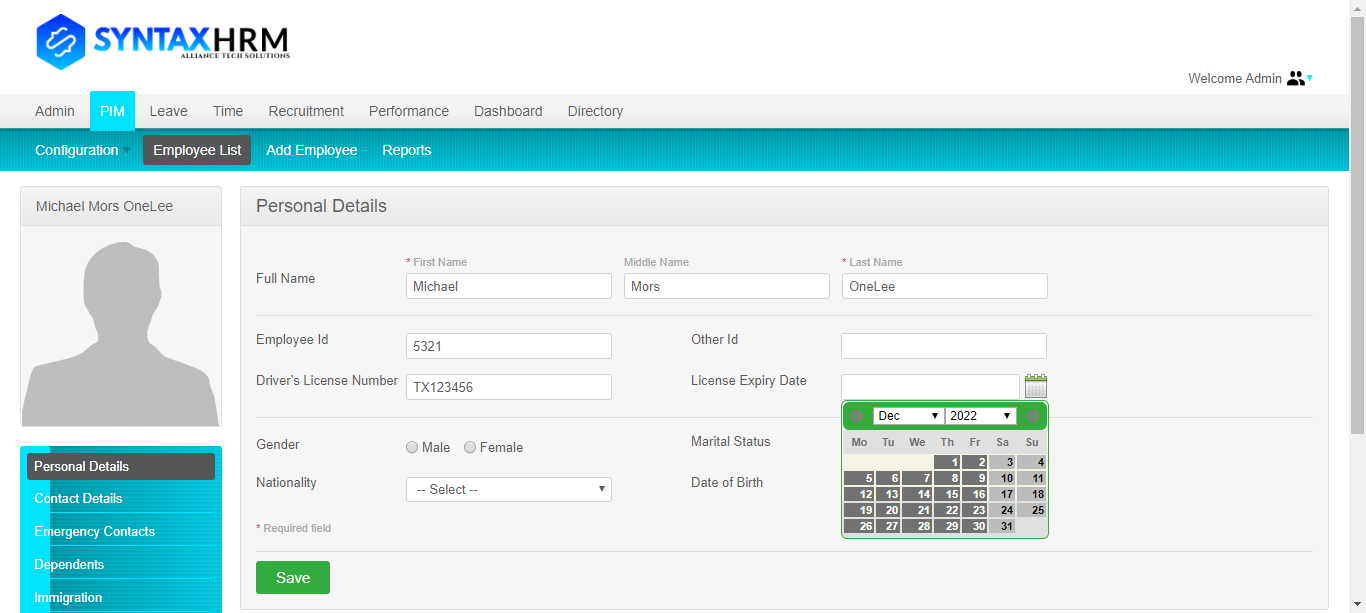 SYNTAXHRM
ALLIANCE TECH SOLUTIONS
Welcome Admin
Admin PIM Leave Time Recruitment Performance Dashboard Directory
Configuration Employee List Add Employee Reports
Michael Mors OneLee
Personal Details
* First Name Middle Name * Last Name
Full Name Michael Mors OneLee
Employee Id 5321 Other Id
Driver's License Number TX123456 License Expiry Date
Dec 2022
Mo Tu We Th Fr Sa Su
1 2 3 4
5 6 7 8 9 10 11
12 13 14 15 16 17 18
19 20 21 22 23 24 25
26 27 28 29 30 31
Gender Male Female Marital Status
Nationality -- Select -- Date of Birth
* Required field
Save
Personal Details
Contact Details
Emergency Contacts
Dependents
Immigration